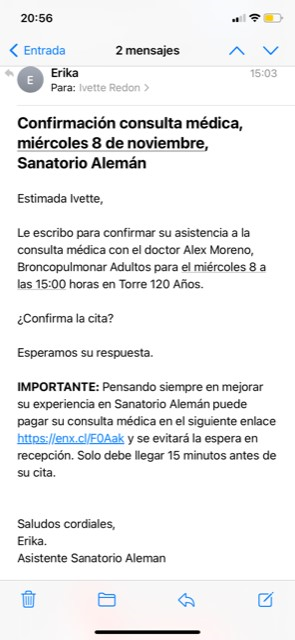 20:56
Entrada
2 mensajes
E
Erika
15:03
Para: Ivette Redon
Confirmación consulta médica,
miércoles 8 de noviembre,
Sanatorio Alemán
Estimada Ivette,
Le escribo para confirmar su asistencia a la
consulta médica con el doctor Alex Moreno,
Broncopulmonar Adultos para el miércoles 8 a
las 15:00 horas en Torre 120 Años.
¿Confirma la cita?
Esperamos su respuesta.
IMPORTANTE: Pensando siempre en mejorar
su experiencia en Sanatorio Alemán puede
pagar su consulta médica en el siguiente enlace
https://enx.cl/F0Aak y se evitará la espera en
recepción. Solo debe llegar 15 minutos antes de
su cita.
Saludos cordiales,
Erika.
Asistente Sanatorio Aleman